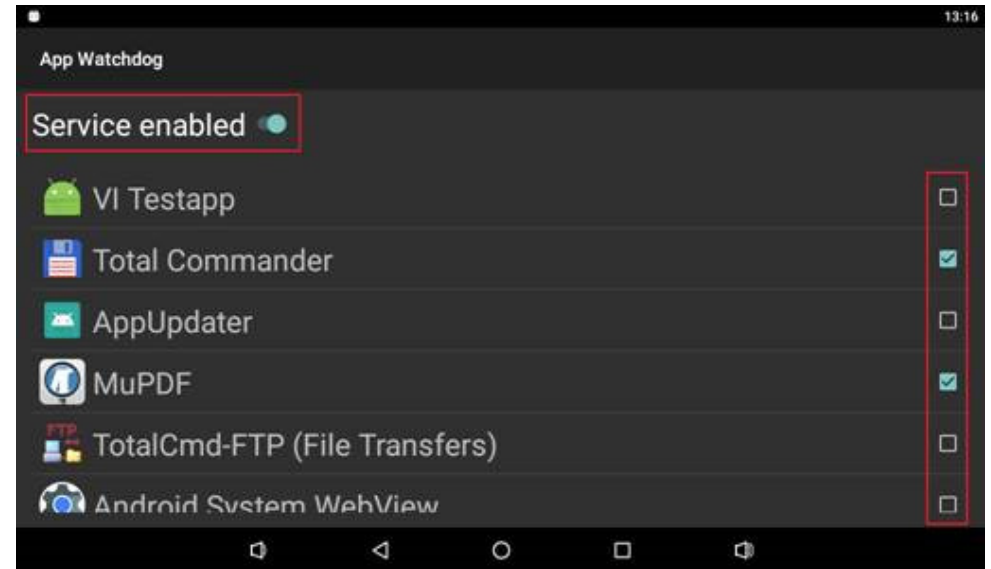 13:16
App Watchdog
Service enabled
VI Testapp
Total Commander
AppUpdater
MuPDF
FTP
TotalCmd-FTP (File Transfers)
Android System WebView